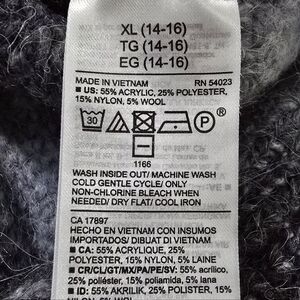 XL (14-16)
TG (14-16)
EG (14-16)
MADE IN VIETNAM RN 54023
■ US: 55% ACRYLIC, 25% POLYESTER,
15% NYLON, 5% WOOL
30 P
1166
WASH INSIDE OUT/ MACHINE WASH
COLD GENTLE CYCLE/ ONLY
NON-CHLORINE BLEACH WHEN
NEEDED/ DRY FLAT/ COOL IRON
CA 17897
HECHO EN VIETNAM CON INSUMOS
IMPORTADOS/ DIBUAT DI VIETNAM
■ CA: 55% ACRYLIQUE, 25%
POLYESTER, 15% NYLON, 5% LAINE
■ CR/CL/GT/MX/PA/PE/SV: 55% acrílico,
25% poliéster, 15% poliamida, 5% lana
■ ID: 55% AKRILIK, 25% POLISTER, 15%